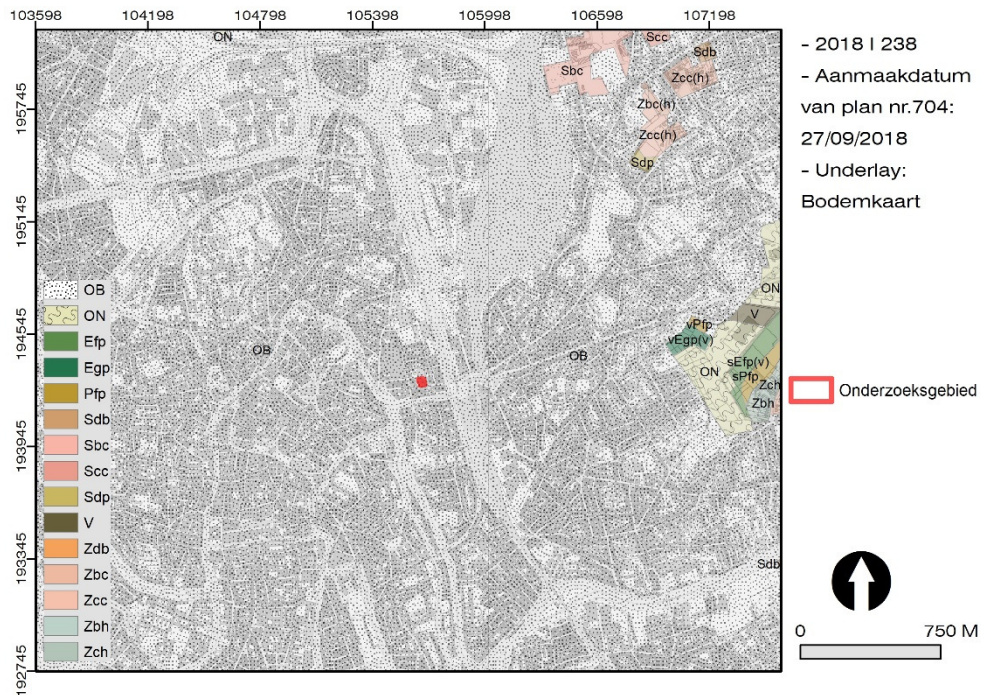 103598 104198 104798 105398 105998 106598 107198
195745
195145
194545
193945
193345
192745
ON
Scc
Sdb
Sbc
Zcc(h)
Zbc(h)
Zcc(h)
Sdp
ON
V
vPfp
vEgp(v)
OB
OB
ON
sEfp(v)
sPfp
Zch
Zbh
Sdb
OB
ON
Efp
Egp
Pfp
Sdb
Sbc
Scc
Sdp
V
Zdb
Zbc
Zcc
Zbh
Zch
- 2018 I 238
- Aanmaakdatum
van plan nr.704:
27/09/2018
- Underlay:
Bodemkaart
Onderzoeksgebied
0 750 M